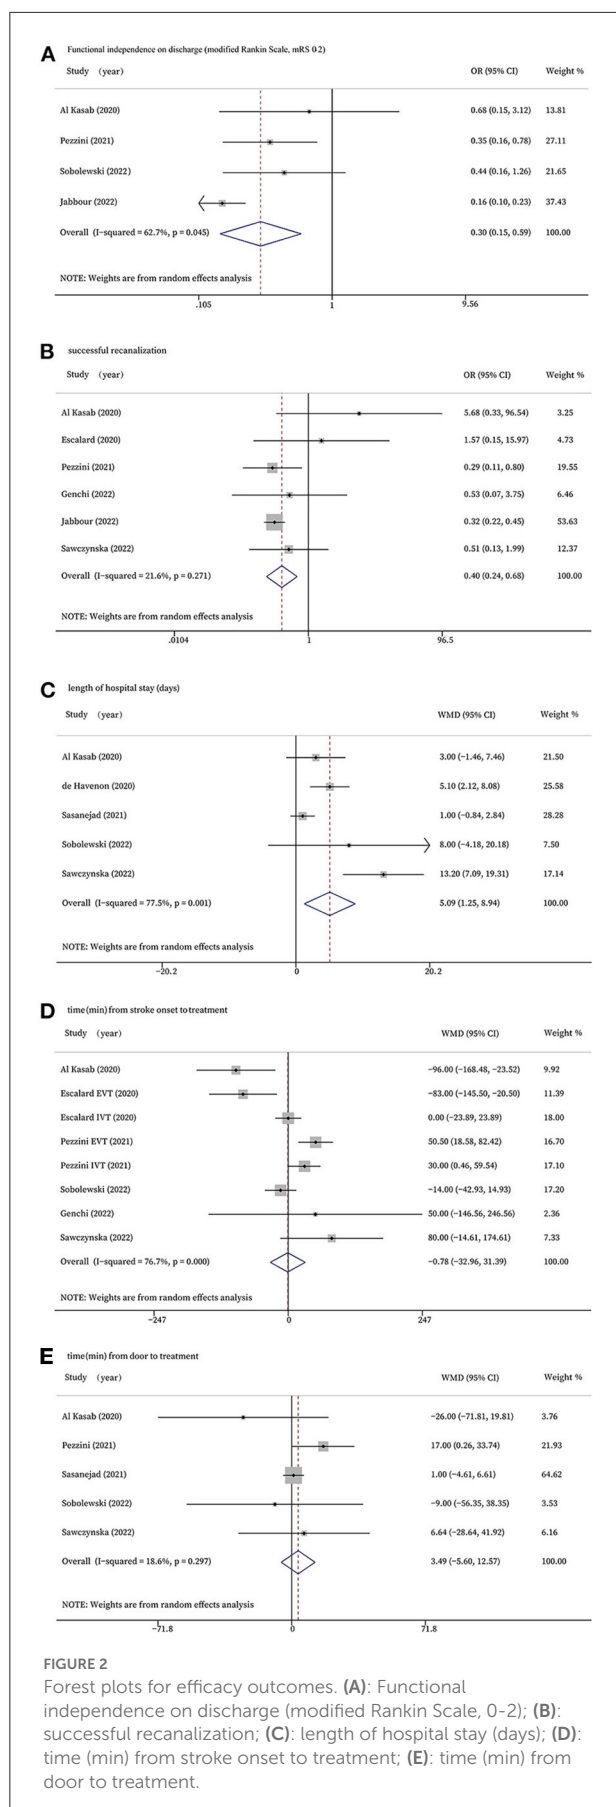 A Functional independence on discharge (modified Rankin Scale, mRS 0-2)
Study (year) OR (95% CI) Weight %
Al Kasab (2020) 0.68 (0.15, 3.12) 13.81
Pezzini (2021) 0.35 (0.16, 0.78) 27.11
Sobolewski (2022) 0.44 (0.16, 1.26) 21.65
Jabbour (2022) 0.16 (0.10, 0.23) 37.43
Overall (I-squared = 62.7%, p = 0.045) 0.30 (0.15, 0.59) 100.00
NOTE: Weights are from random effects analysis
.105 1 9.56
B successful recanalization
Study (year) OR (95% CI) Weight %
Al Kasab (2020) 5.68 (0.33, 96.54) 3.25
Escalard (2020) 1.57 (0.15, 15.97) 4.73
Pezzini (2021) 0.29 (0.11, 0.80) 19.55
Genchi (2022) 0.53 (0.07, 3.75) 6.46
Jabbour (2022) 0.32 (0.22, 0.45) 53.63
Sawczynska (2022) 0.51 (0.13, 1.99) 12.37
Overall (I-squared = 21.6%, p = 0.271) 0.40 (0.24, 0.68) 100.00
NOTE: Weights are from random effects analysis
.0104 1 96.5
C length of hospital stay (days)
Study (year) WMD (95% CI) Weight %
Al Kasab (2020) 3.00 (−1.46, 7.46) 21.50
de Havenon (2020) 5.10 (2.12, 8.08) 25.58
Sasanejad (2021) 1.00 (−0.84, 2.84) 28.28
Sobolewski (2022) 8.00 (−4.18, 20.18) 7.50
Sawczynska (2022) 13.20 (7.09, 19.31) 17.14
Overall (I-squared = 77.5%, p = 0.001) 5.09 (1.25, 8.94) 100.00
NOTE: Weights are from random effects analysis
−20.2 0 20.2
D time(min) from stroke onset to treatment
Study (year) WMD (95% CI) Weight %
Al Kasab (2020) −96.00 (−168.48, −23.52) 9.92
Escalard EVT (2020) −83.00 (−145.50, −20.50) 11.39
Escalard IVT (2020) 0.00 (−23.89, 23.89) 18.00
Pezzini EVT (2021) 50.50 (18.58, 82.42) 16.70
Pezzini IVT (2021) 30.00 (0.46, 59.54) 17.10
Sobolewski (2022) −14.00 (−42.93, 14.93) 17.20
Genchi (2022) 50.00 (−146.56, 246.56) 2.36
Sawczynska (2022) 80.00 (−14.61, 174.61) 7.33
Overall (I-squared = 76.7%, p = 0.000) −0.78 (−32.96, 31.39) 100.00
NOTE: Weights are from random effects analysis
−247 0 247
E time(min) from door to treatment
Study (year) WMD (95% CI) Weight %
Al Kasab (2020) −26.00 (−71.81, 19.81) 3.76
Pezzini (2021) 17.00 (0.26, 33.74) 21.93
Sasanejad (2021) 1.00 (−4.61, 6.61) 64.62
Sobolewski (2022) −9.00 (−56.35, 38.35) 3.53
Sawczynska (2022) 6.64 (−28.64, 41.92) 6.16
Overall (I-squared = 18.6%, p = 0.297) 3.49 (−5.60, 12.57) 100.00
NOTE: Weights are from random effects analysis
−71.8 0 71.8
FIGURE 2
Forest plots for efficacy outcomes. (A): Functional
independence on discharge (modified Rankin Scale, 0-2); (B):
successful recanalization; (C): length of hospital stay (days); (D):
time (min) from stroke onset to treatment; (E): time (min) from
door to treatment.